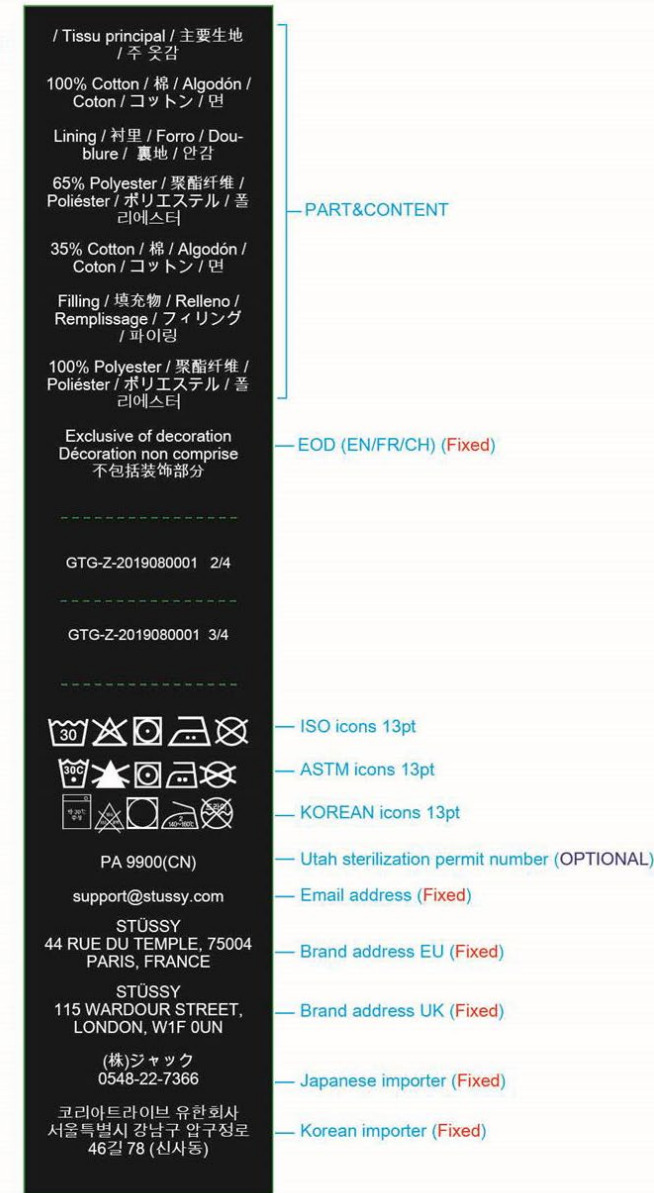 / Tissu principal / 主要生地
/ 주 옷감
100% Cotton / 棉 / Algodón /
Coton / コットン / 면
Lining / 衬里 / Forro / Dou-
blure / 裏地 / 안감
65% Polyester / 聚酯纤维 /
Poliéster / ポリエステル / 폴
리에스터
35% Cotton / 棉 / Algodón /
Coton / コットン / 면
Filling / 填充物 / Relleno /
Remplissage / フィリング
/ 파이링
100% Polyester / 聚酯纤维 /
Poliéster / ポリエステル / 폴
리에스터
PART&CONTENT
Exclusive of decoration
Décoration non comprise
不包括装饰部分
EOD (EN/FR/CH) (Fixed)
GTG-Z-2019080001 2/4
GTG-Z-2019080001 3/4
30
ISO icons 13pt
30C
ASTM icons 13pt
약 30℃
중성
2
140~160℃
드라이
KOREAN icons 13pt
PA 9900(CN)
Utah sterilization permit number (OPTIONAL)
support@stussy.com
Email address (Fixed)
STÜSSY
44 RUE DU TEMPLE, 75004
PARIS, FRANCE
Brand address EU (Fixed)
STÜSSY
115 WARDOUR STREET,
LONDON, W1F 0UN
Brand address UK (Fixed)
(株)ジャック
0548-22-7366
Japanese importer (Fixed)
코리아트라이브 유한회사
서울특별시 강남구 압구정로
46길 78 (신사동)
Korean importer (Fixed)